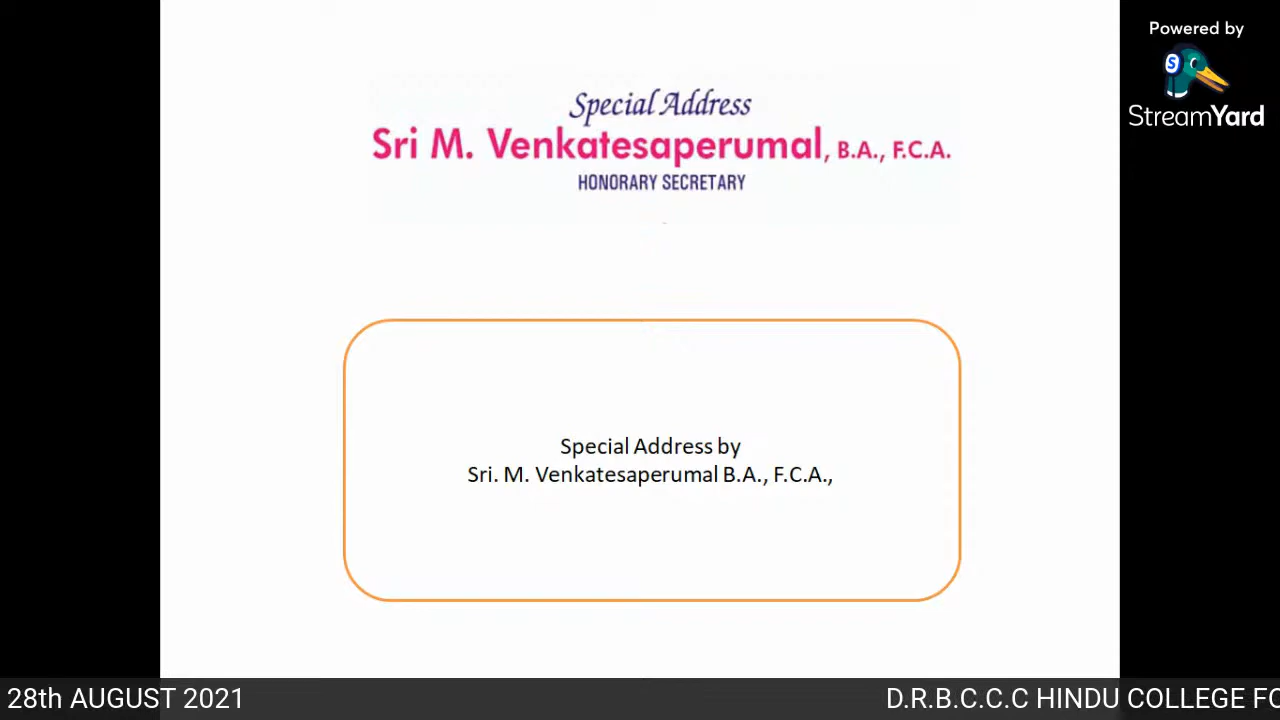 Powered by
StreamYard
Special Address
Sri M. Venkatesaperumal, B.A., F.C.A.
HONORARY SECRETARY
Special Address by
Sri. M. Venkatesaperumal B.A., F.C.A.,
28th AUGUST 2021
D.R.B.C.C.C HINDU COLLEGE